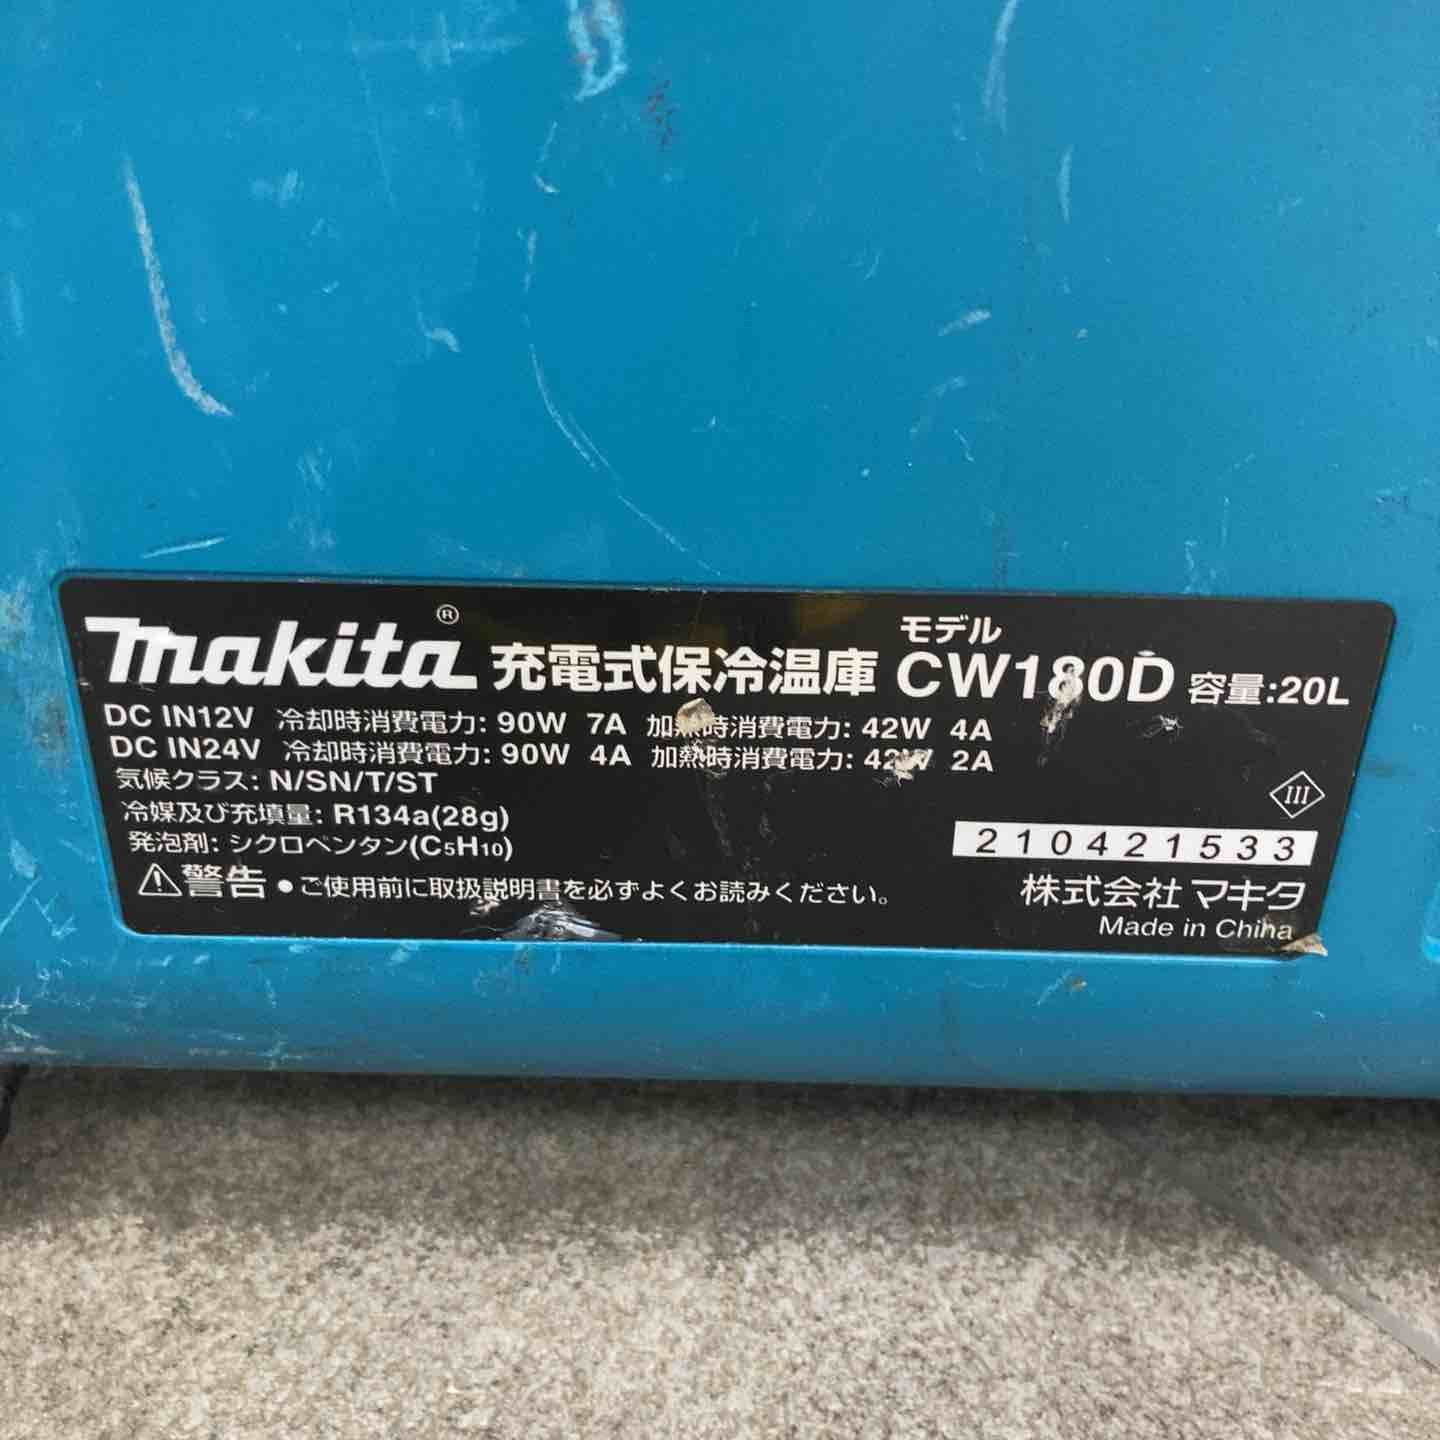 makita® 充電式保冷温庫 モデル CW180D 容量:20L
DC IN12V 冷却時消費電力: 90W 7A 加熱時消費電力: 42W 4A
DC IN24V 冷却時消費電力: 90W 4A 加熱時消費電力: 42W 2A
気候クラス: N/SN/T/ST
冷媒及び充填量: R134a(28g)
III
発泡剤: シクロペンタン(C5H10)
210421533
⚠警告 ●ご使用前に取扱説明書を必ずよくお読みください。
株式会社 マキタ
Made in China